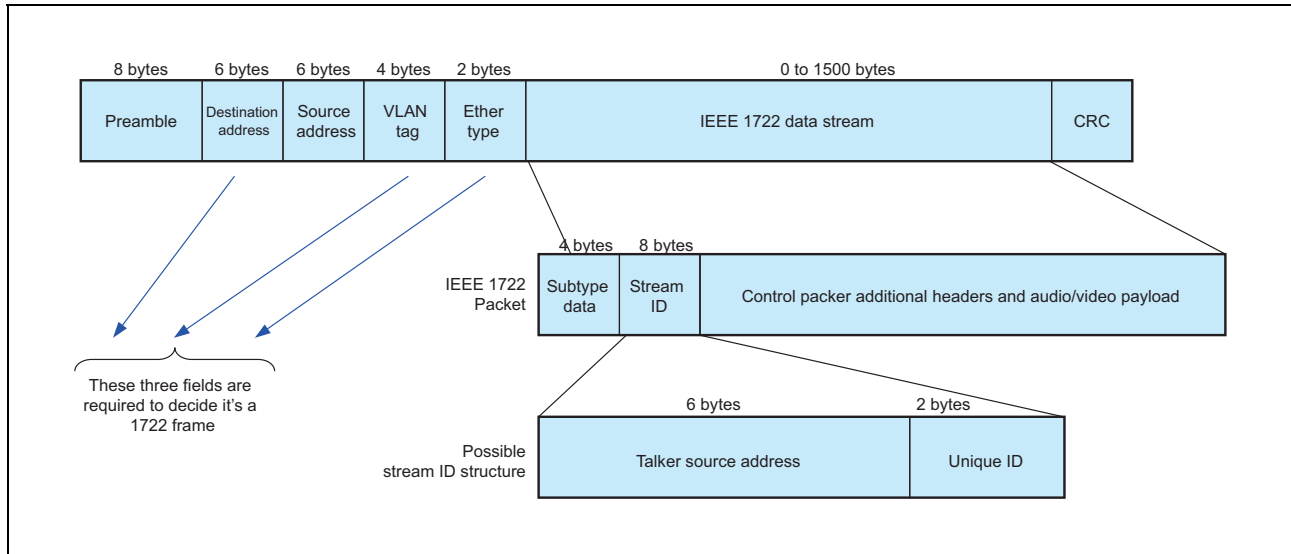 8 bytes 6 bytes 6 bytes 4 bytes 2 bytes 0 to 1500 bytes
Preamble
Destination
address
Source
address
VLAN
tag
Ether
type
IEEE 1722 data stream
CRC
4 bytes 8 bytes
IEEE 1722
Packet
Subtype
data
Stream
ID
Control packer additional headers and audio/video payload
These three fields are
required to decide it's a
1722 frame
6 bytes 2 bytes
Possible
stream ID structure
Talker source address
Unique ID